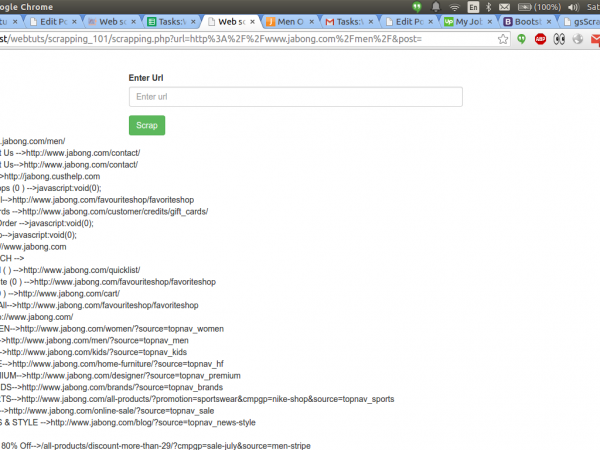 ogle Chrome
En
(100%)
Sat
tu
Edit Po
Web sc
Tasks:V
Web sc
Men O
Tasks:V
Edit Po
My Jol
Bootst
gsScra
st/webtuts/scrapping_101/scrapping.php?url=http%3A%2F%2Fwww.jabong.com%2Fmen%2F&post=
ABP
Enter Url
Enter url
Scrap
.jabong.com/men/
t Us -->http://www.jabong.com/contact/
t Us-->http://www.jabong.com/contact/
>http://jabong.custhelp.com
ops (0 ) -->javascript:void(0);
ll-->http://www.jabong.com/favouriteshop/favoriteshop
rds -->http://www.jabong.com/customer/credits/gift_cards/
Order -->javascript:void(0);
p-->javascript:void(0);
//www.jabong.com
CH -->
l ( ) -->http://www.jabong.com/quicklist/
ite (0 ) -->http://www.jabong.com/favouriteshop/favoriteshop
0 ) -->http://www.jabong.com/cart/
All-->http://www.jabong.com/favouriteshop/favoriteshop
p://www.jabong.com/
EN-->http://www.jabong.com/women/?source=topnav_women
-->http://www.jabong.com/men/?source=topnav_men
-->http://www.jabong.com/kids/?source=topnav_kids
E-->http://www.jabong.com/home-furniture/?source=topnav_hf
IUM-->http://www.jabong.com/designer/?source=topnav_premium
DS-->http://www.jabong.com/brands/?source=topnav_brands
RTS-->http://www.jabong.com/all-products/?promotion=sportswear&cmpgp=nike-shop&source=topnav_sports
-->http://www.jabong.com/online-sale/?source=topnav_sale
S & STYLE -->http://www.jabong.com/blog/?source=topnav_news-style
80% Off-->/all-products/discount-more-than-29/?cmpgp=sale-july&source=men-stripe